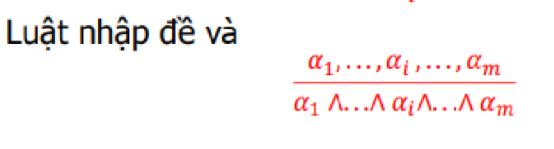 Luật nhập đề và
α₁,...,αᵢ,...,αₘ
α₁ ∧...∧ αᵢ∧...∧ αₘ